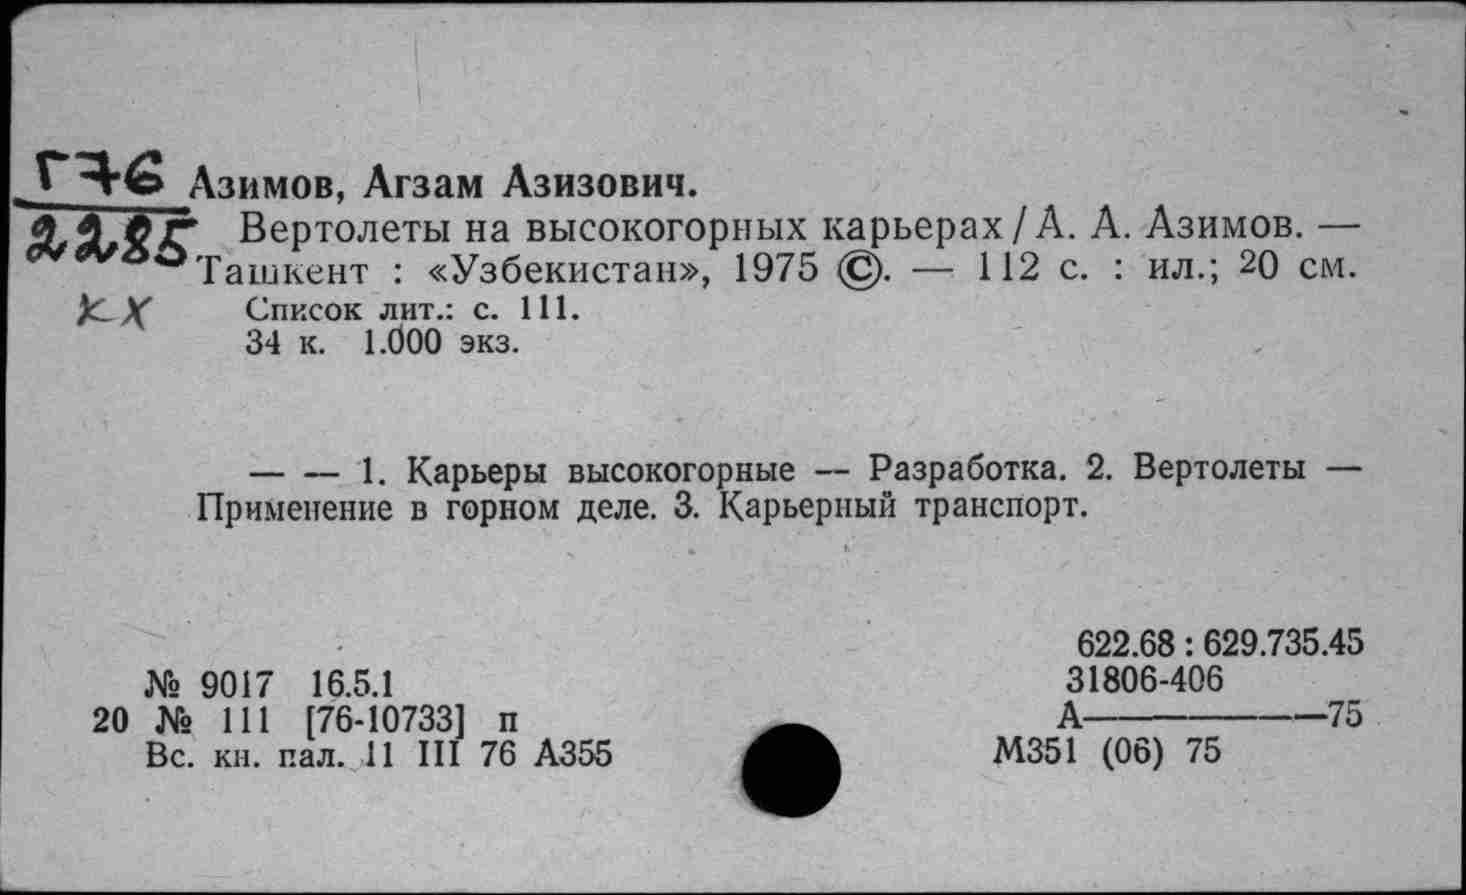 Г76 Азимов, Агзам Азизович.
2285 Вертолеты на высокогорных карьерах / А. А. Азимов. —
Ташкент : «Узбекистан», 1975 ©. — 112 с. : ил.; 20 см.
КХ Список лит.: с. 111.
34 к. 1.000 экз.
— — 1. Карьеры высокогорные — Разработка. 2. Вертолеты —
Применение в горном деле. 3. Карьерный транспорт.
622.68 : 629.735.45
№ 9017 16.5.1 31806-406
20 № 111 [76-10733] п А————75
Вс. кн. пал. 11 III 76 А355 М351 (06) 75